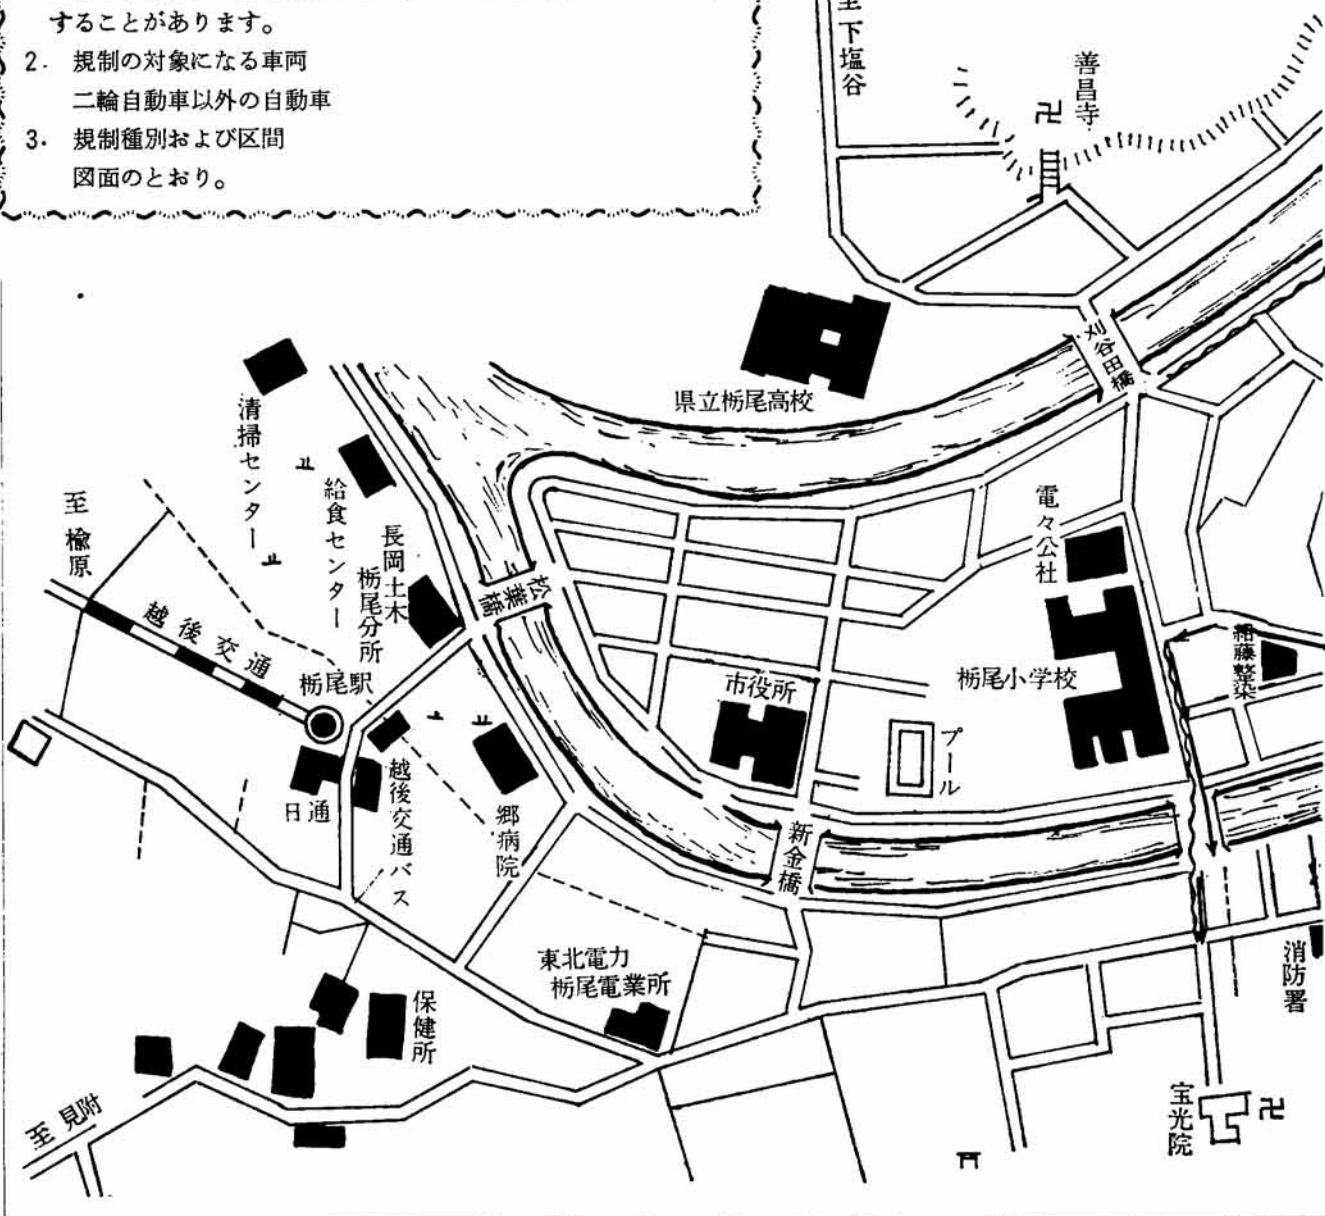 することがあります。
2. 規制の対象になる車両
二輪自動車以外の自動車
3. 規制種別および区間
図面のとおり。
至下塩谷
善昌寺
卍
刈谷田橋
県立栃尾高校
清掃センター
給食センター
長岡土木
栃尾分所
至楡原
越後交通
栃尾駅
松葉橋
電々公社
栃尾小学校
市役所
プール
日通
越後交通バス
郷病院
新金橋
東北電力
栃尾電業所
保健所
消防署
至見附
宝光院
卍